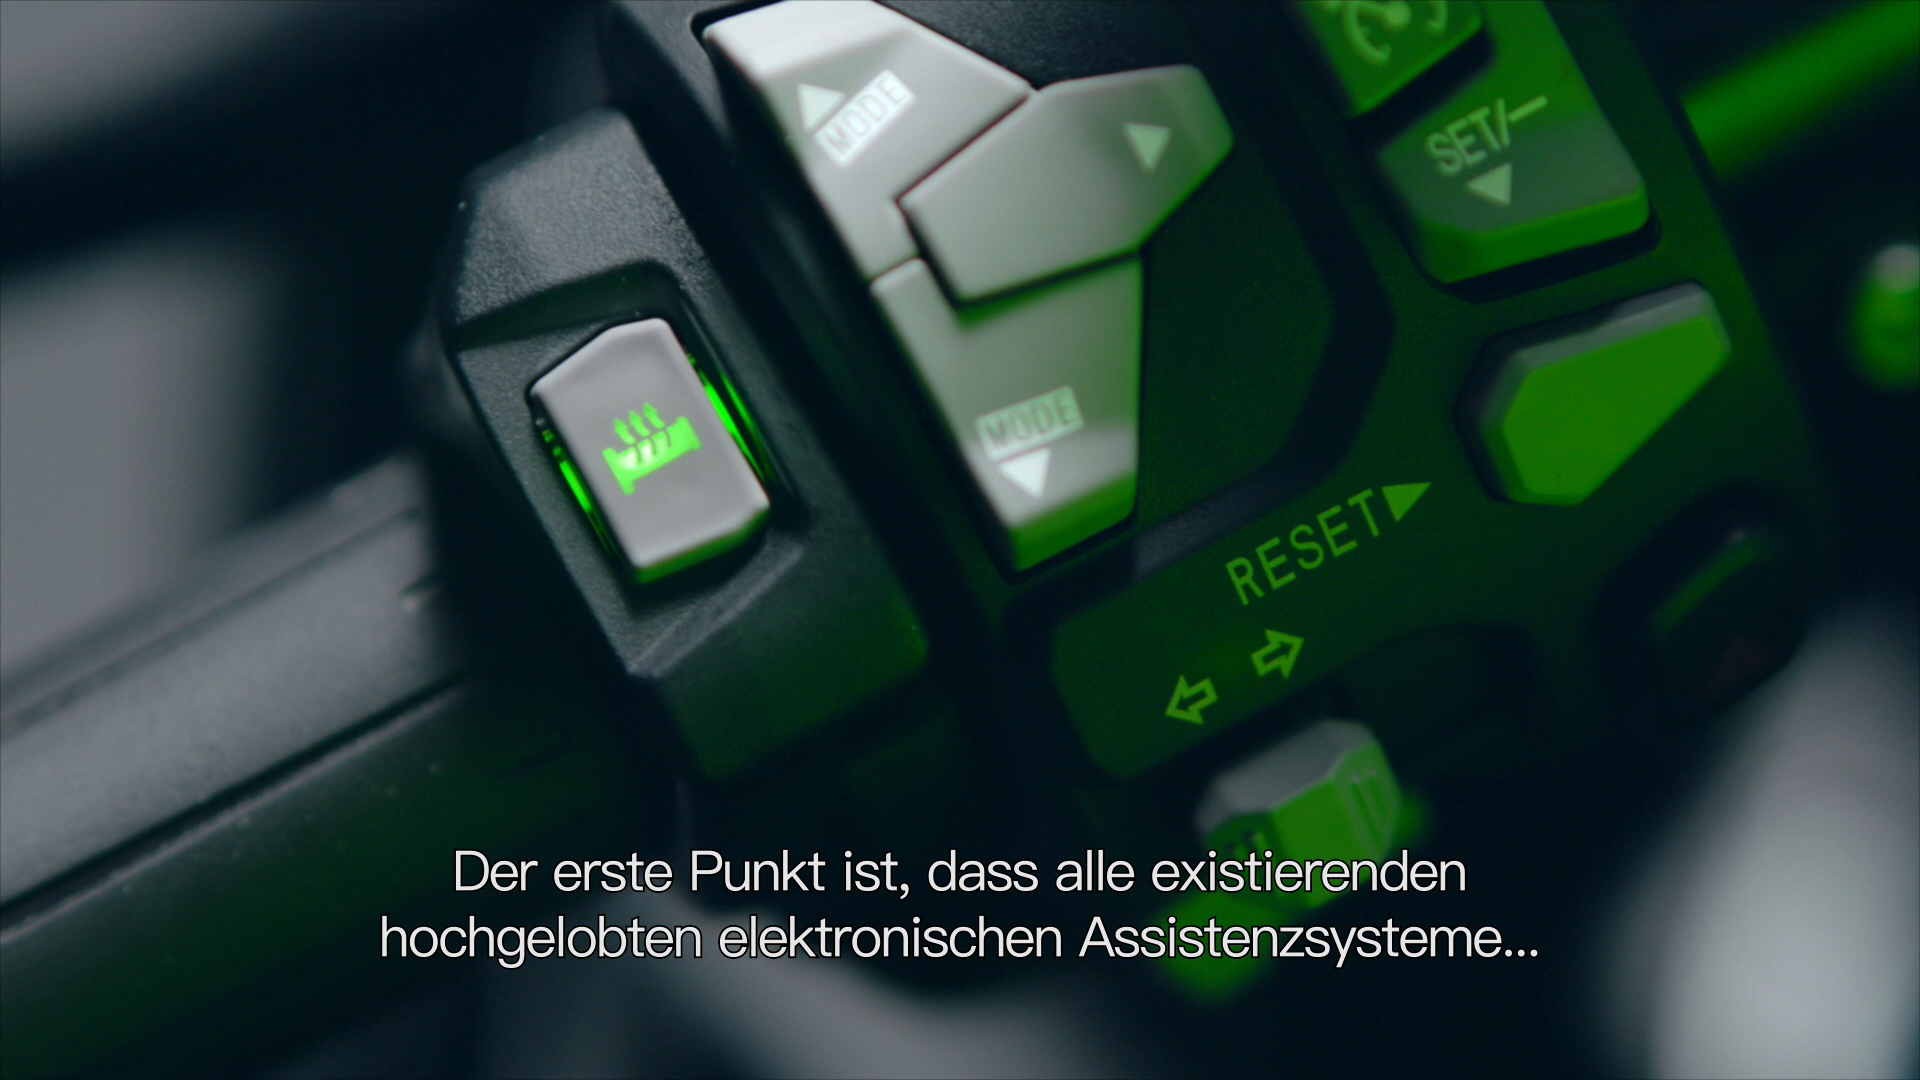 MODE
SET/−
MODE
RESET
Der erste Punkt ist, dass alle existierenden
hochgelobten elektronischen Assistenzsysteme...